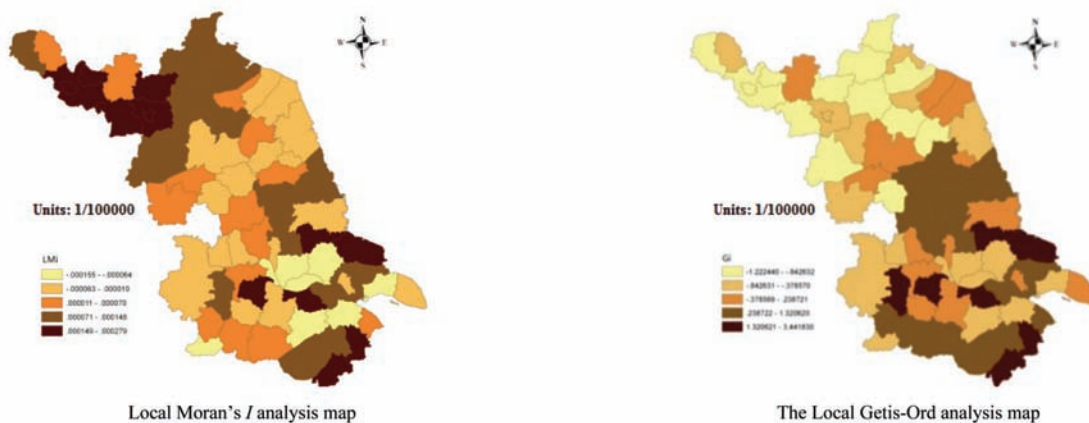 N
W E
S
Units: 1/100000
LMi
-.000155 - -.000064
-.000063 - .000010
.000011 - .000070
.000071 - .000148
.000149 - .000279
Local Moran's I analysis map
N
W E
S
Units: 1/100000
Gi
-1.222440 - -.842632
-.842631 - -.378570
-.378569 - .238721
.238722 - 1.320620
1.320621 - 3.441830
The Local Getis-Ord analysis map